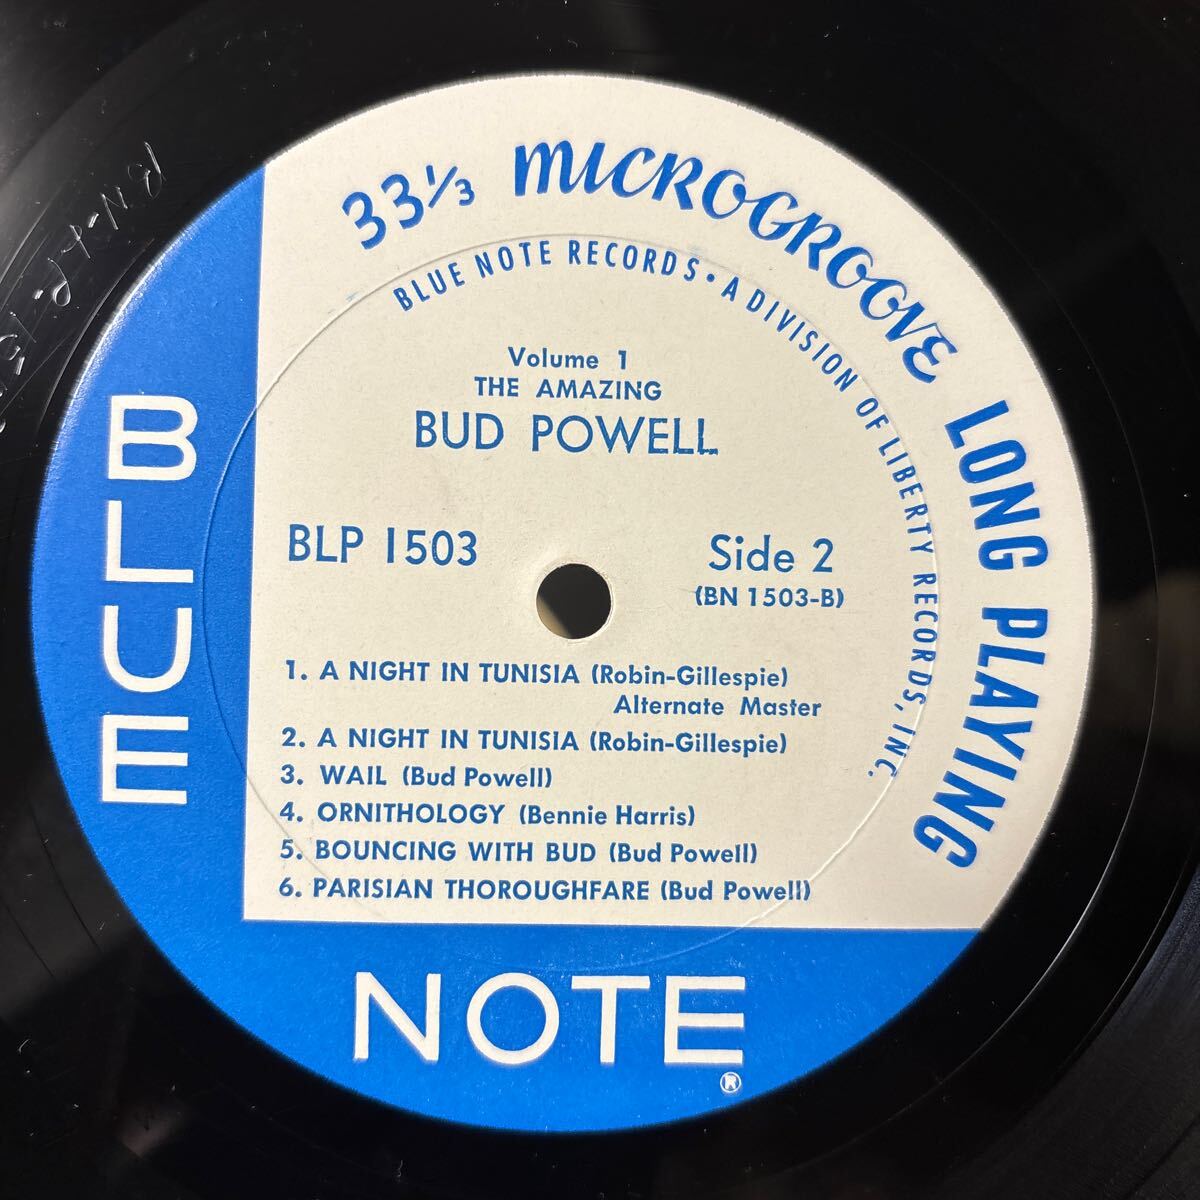 33⅓ MICROGROOVE LONG PLAYING
BLUE NOTE RECORDS • A DIVISION OF LIBERTY RECORDS, INC.
Volume 1
THE AMAZING
BUD POWELL
BLP 1503
Side 2
(BN 1503-B)
1. A NIGHT IN TUNISIA (Robin-Gillespie)
Alternate Master
2. A NIGHT IN TUNISIA (Robin-Gillespie)
3. WAIL (Bud Powell)
4. ORNITHOLOGY (Bennie Harris)
5. BOUNCING WITH BUD (Bud Powell)
6. PARISIAN THOROUGHFARE (Bud Powell)
BLUE
NOTE
®